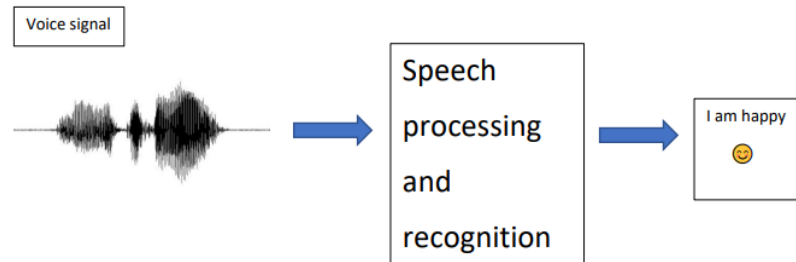 Voice signal
Speech
processing
and
recognition
I am happy
😊